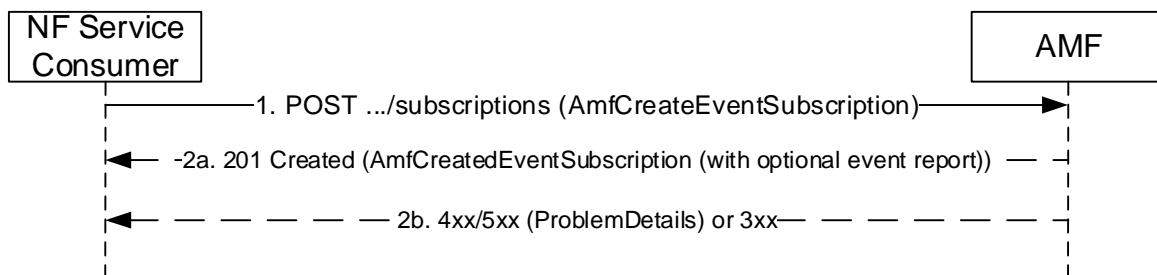 NF Service
Consumer
AMF
1. POST .../subscriptions (AmfCreateEventSubscription)
2a. 201 Created (AmfCreatedEventSubscription (with optional event report))
2b. 4xx/5xx (ProblemDetails) or 3xx